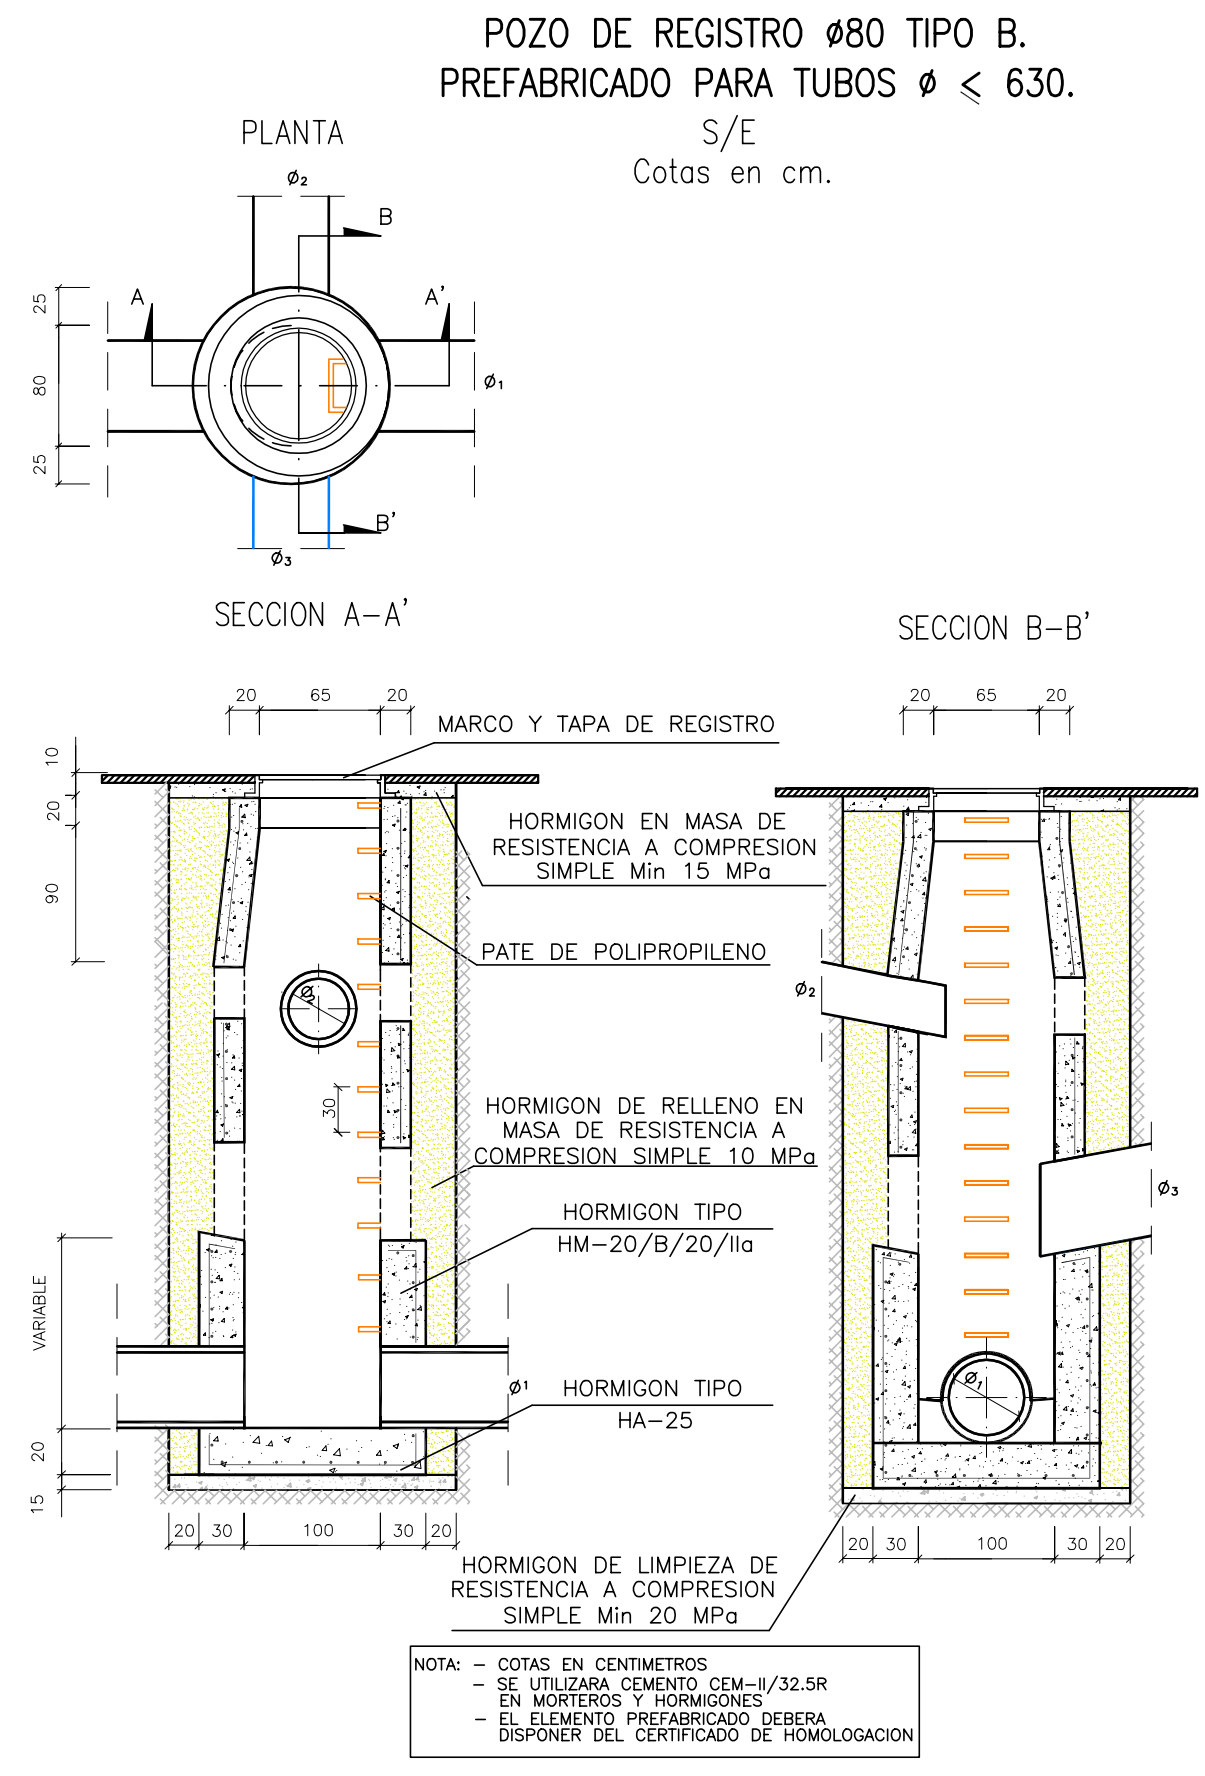 POZO DE REGISTRO ø80 TIPO B.
PREFABRICADO PARA TUBOS ø ≤ 630.
S/E
Cotas en cm.
PLANTA
ø2
B
A
A'
25
80
25
ø1
B'
ø3
SECCION A-A'
20
65
20
10
20
90
ø2
30
VARIABLE
20
15
ø1
20
30
100
30
20
MARCO Y TAPA DE REGISTRO
HORMIGON EN MASA DE
RESISTENCIA A COMPRESION
SIMPLE Min 15 MPa
PATE DE POLIPROPILENO
HORMIGON DE RELLENO EN
MASA DE RESISTENCIA A
COMPRESION SIMPLE 10 MPa
HORMIGON TIPO
HM-20/B/20/IIa
HORMIGON TIPO
HA-25
HORMIGON DE LIMPIEZA DE
RESISTENCIA A COMPRESION
SIMPLE Min 20 MPa
SECCION B-B'
20
65
20
ø2
ø3
ø1
20
30
100
30
20
NOTA: - COTAS EN CENTIMETROS
- SE UTILIZARA CEMENTO CEM-II/32.5R
EN MORTEROS Y HORMIGONES
- EL ELEMENTO PREFABRICADO DEBERA
DISPONER DEL CERTIFICADO DE HOMOLOGACION